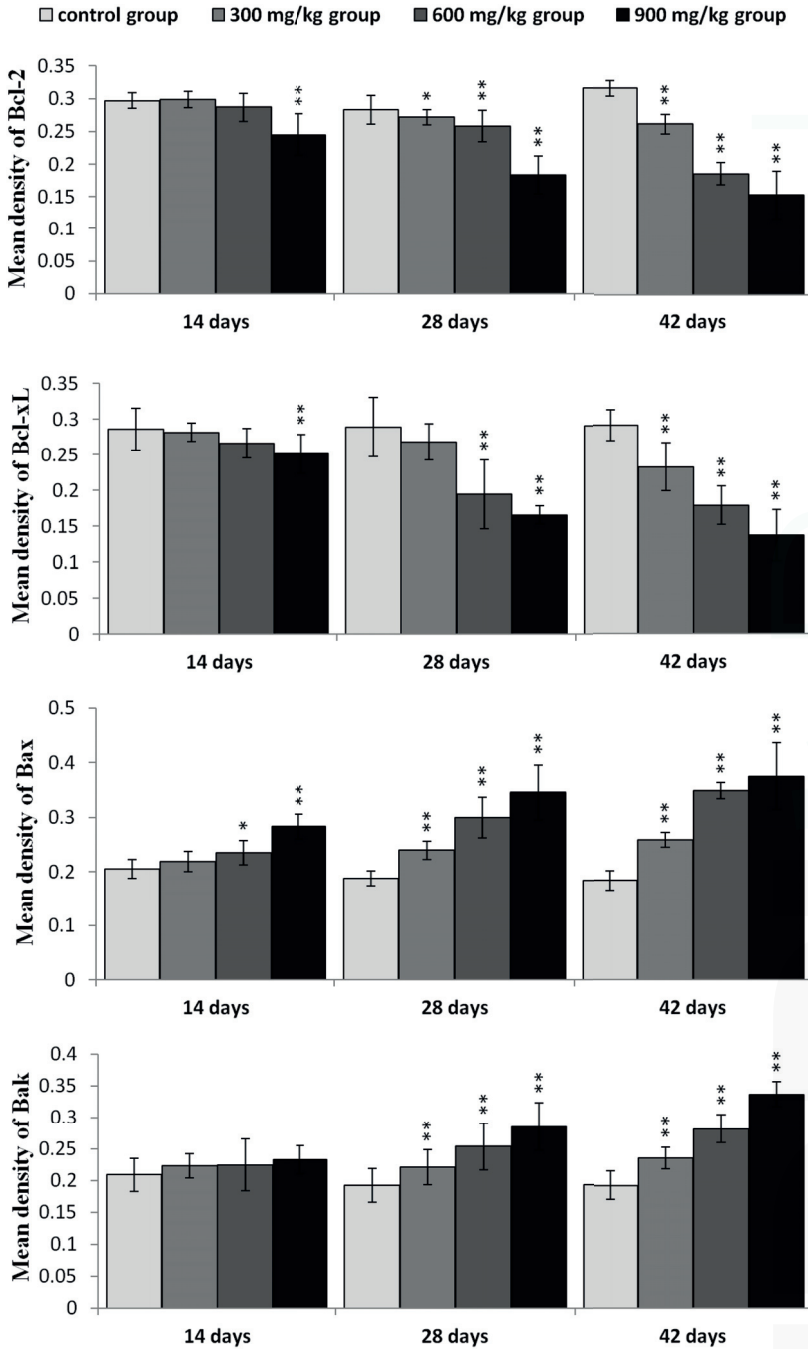 control group 300 mg/kg group 600 mg/kg group 900 mg/kg group
Mean density of Bcl-2
0.35
0.3
0.25
0.2
0.15
0.1
0.05
0
** * ** ** ** ** **
14 days 28 days 42 days
Mean density of Bcl-xL
0.35
0.3
0.25
0.2
0.15
0.1
0.05
0
** ** ** ** ** **
14 days 28 days 42 days
Mean density of Bax
0.5
0.4
0.3
0.2
0.1
0
* ** ** ** ** ** ** **
14 days 28 days 42 days
Mean density of Bak
0.4
0.35
0.3
0.25
0.2
0.15
0.1
0.05
0
** ** ** ** ** **
14 days 28 days 42 days